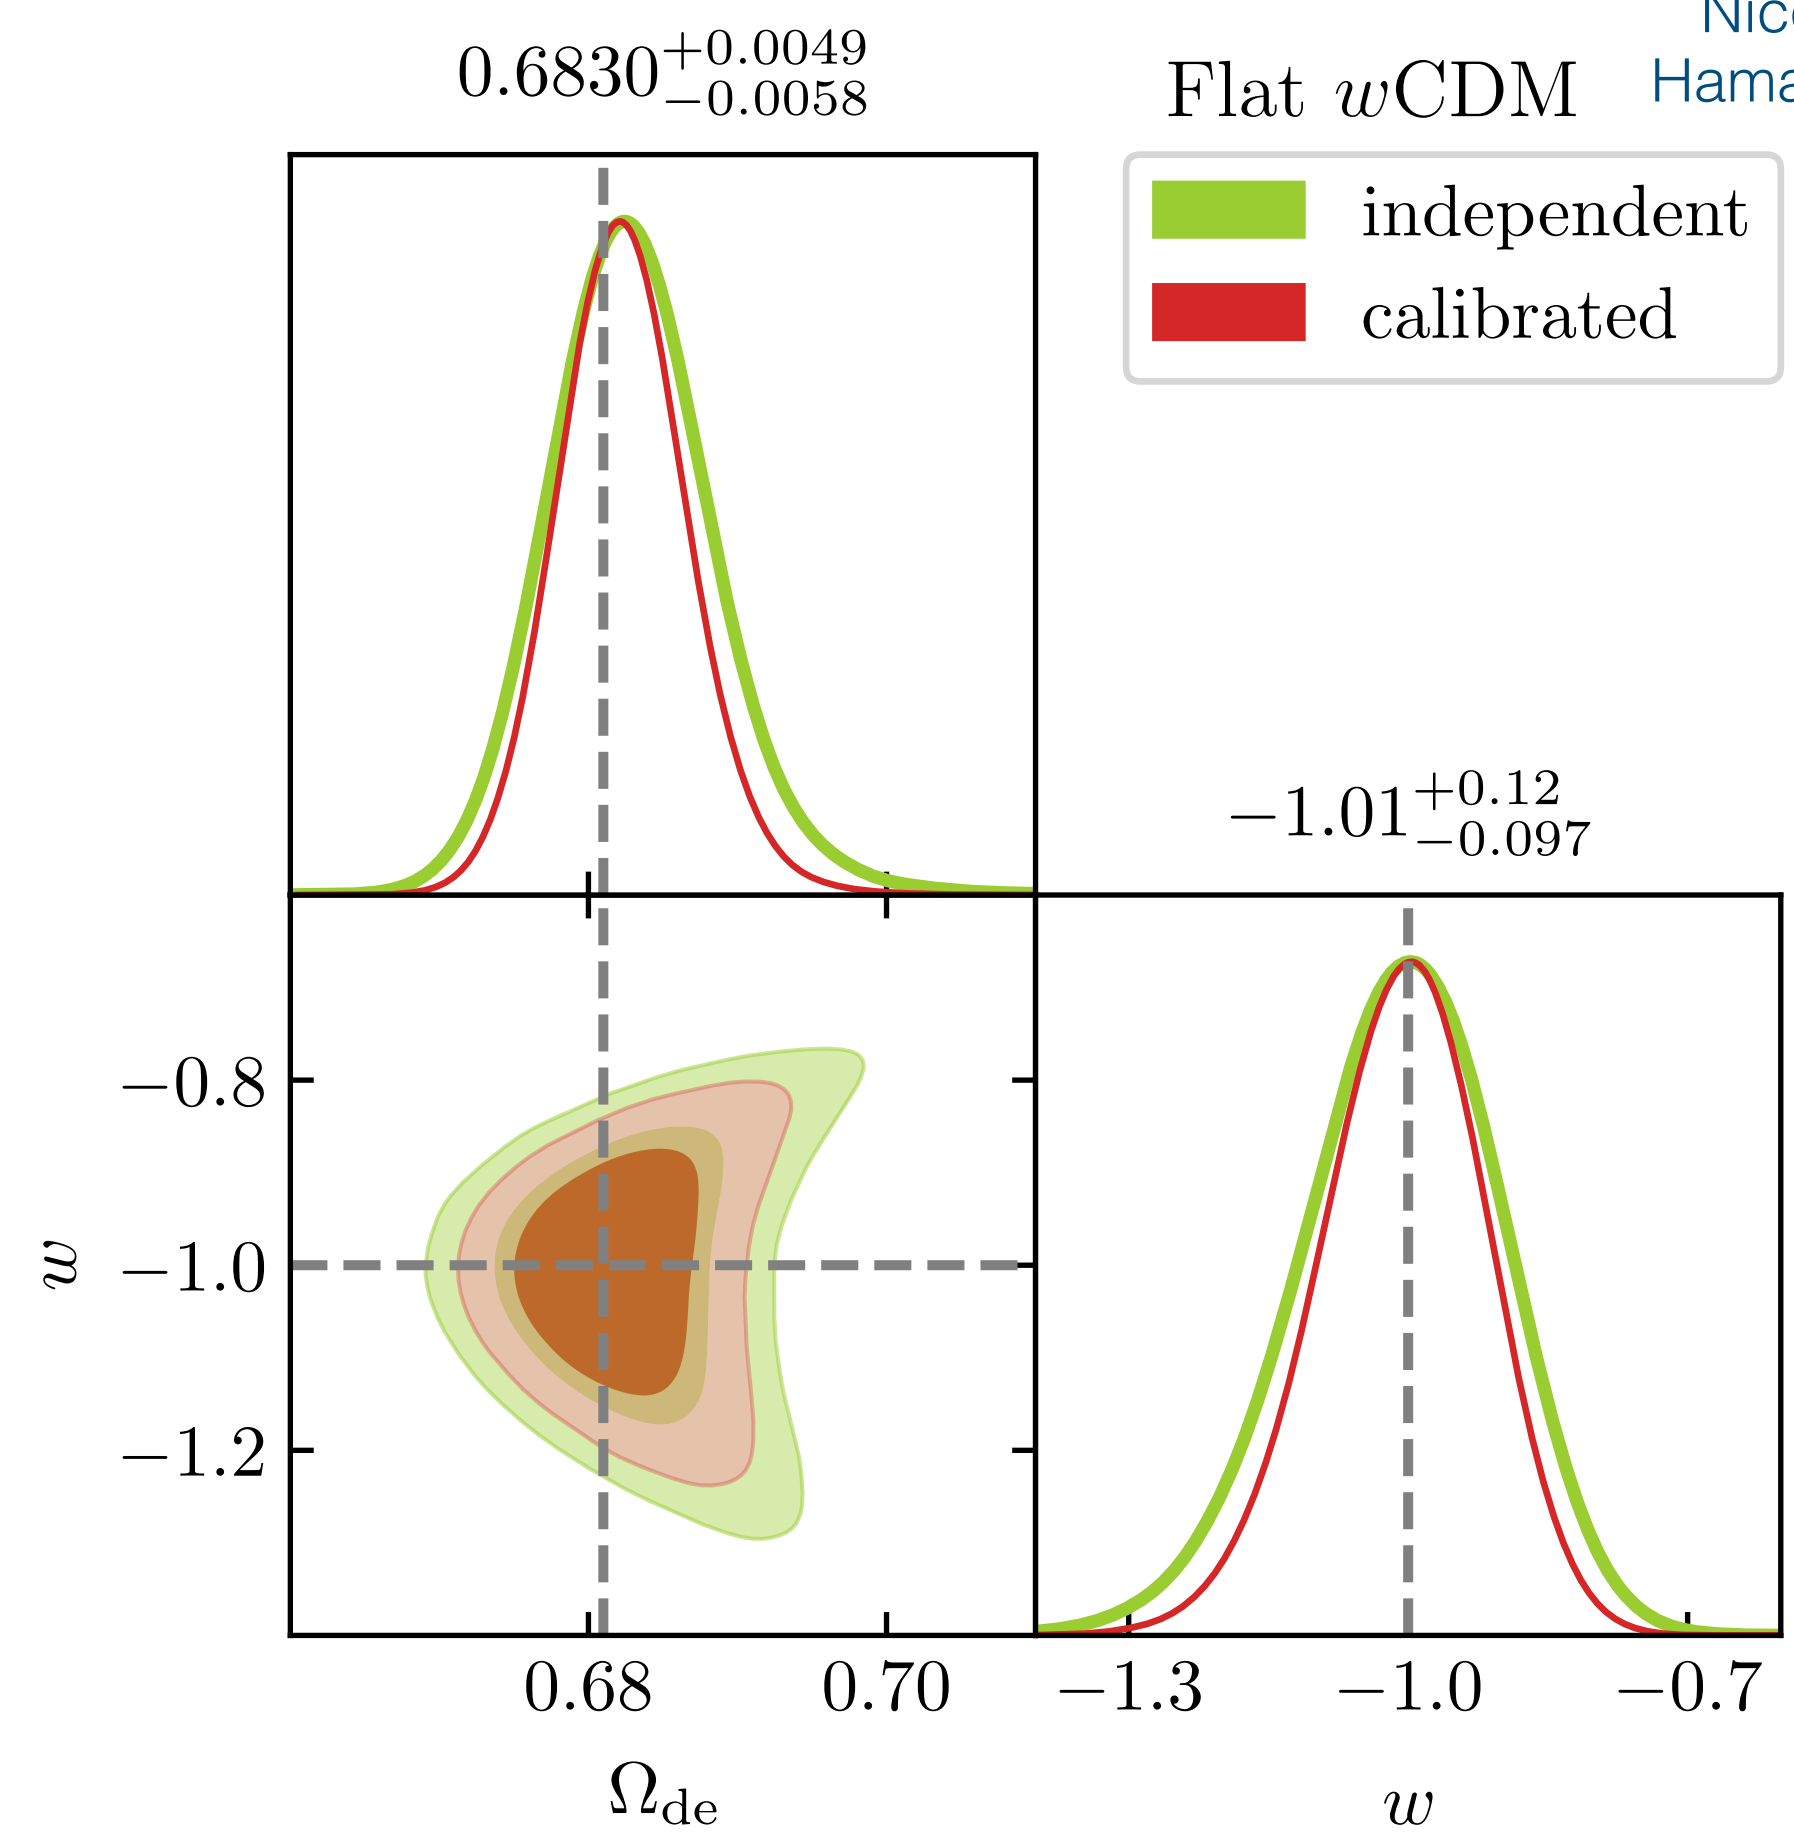 0.6830+0.0049−0.0058
Flat wCDM
independent
calibrated
−1.01+0.12−0.097
w
−0.8
−1.0
−1.2
0.68 0.70 −1.3 −1.0 −0.7
Ωde w